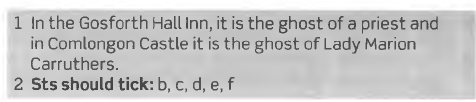 1 In the Gosforth Hall Inn, it is the ghost of a priest and
in Comlongon Castle it is the ghost of Lady Marion
Carruthers.
2 Sts should tick: b, c, d, e, f